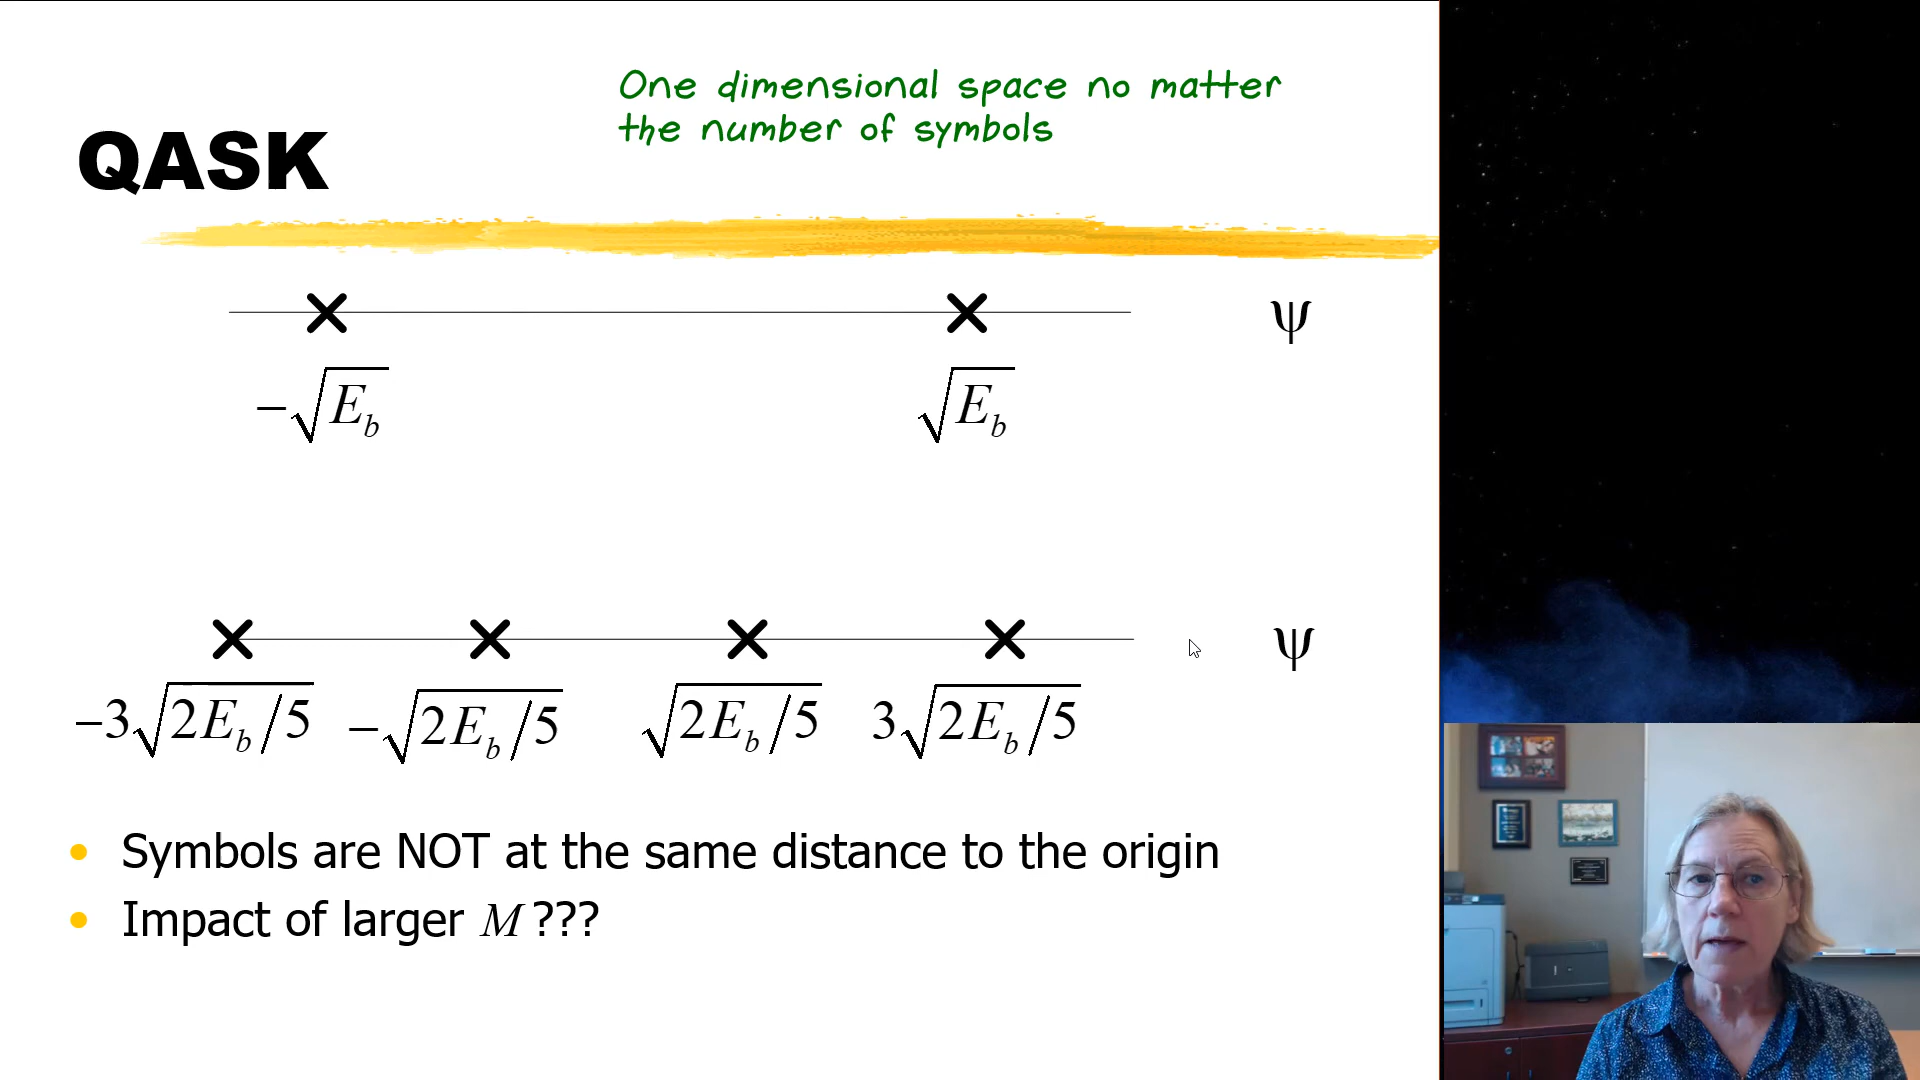 One dimensional space no matter
the number of symbols
QASK
ψ
−√E_b √E_b
ψ
−3√2E_b/5 −√2E_b/5 √2E_b/5 3√2E_b/5
• Symbols are NOT at the same distance to the origin
• Impact of larger M ???